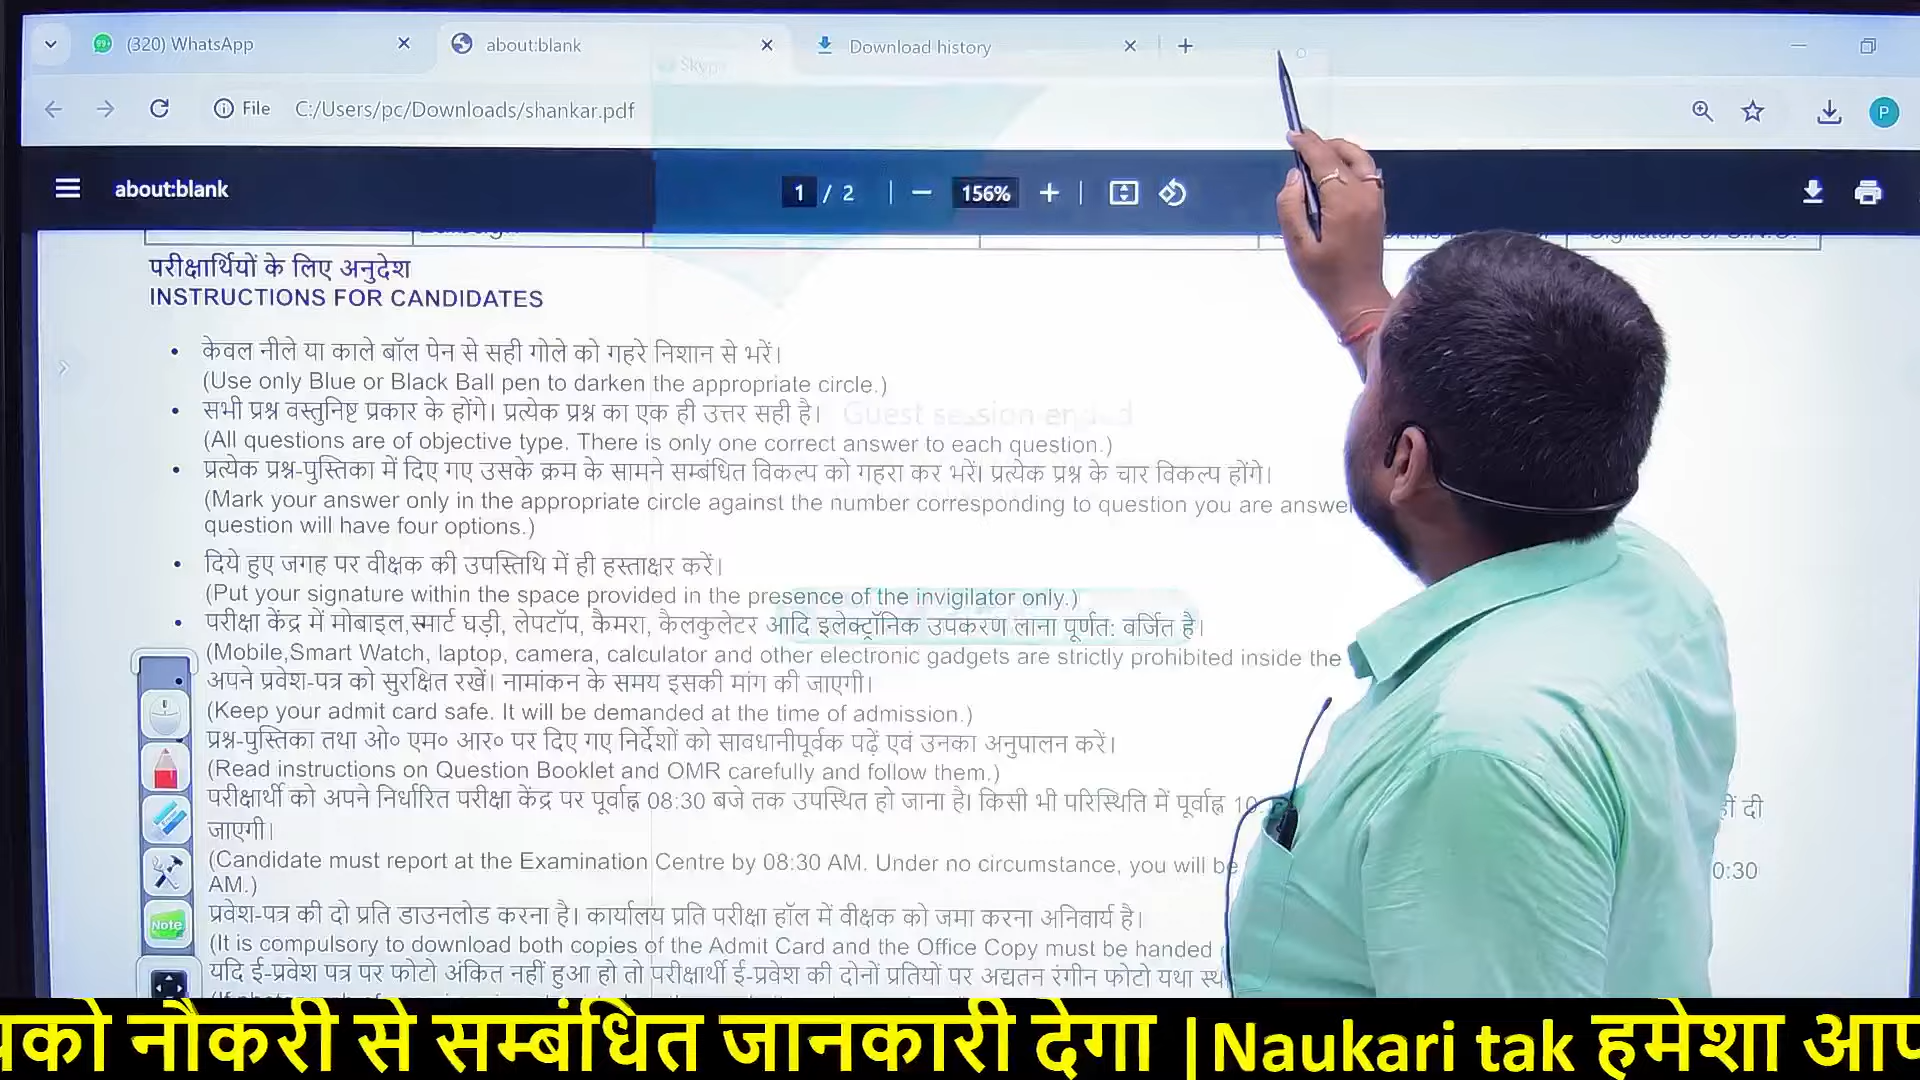 (320) WhatsApp
about:blank
Download history
Skype
File C:/Users/pc/Downloads/shankar.pdf
P
about:blank
1 / 2
156%
परीक्षार्थियों के लिए अनुदेश
INSTRUCTIONS FOR CANDIDATES
• केवल नीले या काले बॉल पेन से सही गोले को गहरे निशान से भरें।
(Use only Blue or Black Ball pen to darken the appropriate circle.)
• सभी प्रश्न वस्तुनिष्ट प्रकार के होंगे। प्रत्येक प्रश्न का एक ही उत्तर सही है।
Guest session ended
(All questions are of objective type. There is only one correct answer to each question.)
• प्रत्येक प्रश्न-पुस्तिका में दिए गए उसके क्रम के सामने सम्बंधित विकल्प को गहरा कर भरें। प्रत्येक प्रश्न के चार विकल्प होंगे।
(Mark your answer only in the appropriate circle against the number corresponding to question you are answe
question will have four options.)
• दिये हुए जगह पर वीक्षक की उपस्तिथि में ही हस्ताक्षर करें।
(Put your signature within the space provided in the presence of the invigilator only.)
• परीक्षा केंद्र में मोबाइल,स्मार्ट घड़ी, लेपटॉप, कैमरा, कैलकुलेटर आदि इलेक्ट्रॉनिक उपकरण लाना पूर्णत: वर्जित है।
(Mobile,Smart Watch, laptop, camera, calculator and other electronic gadgets are strictly prohibited inside the
• अपने प्रवेश-पत्र को सुरक्षित रखें। नामांकन के समय इसकी मांग की जाएगी।
(Keep your admit card safe. It will be demanded at the time of admission.)
प्रश्न-पुस्तिका तथा ओ० एम० आर० पर दिए गए निर्देशों को सावधानीपूर्वक पढ़ें एवं उनका अनुपालन करें।
(Read instructions on Question Booklet and OMR carefully and follow them.)
परीक्षार्थी को अपने निर्धारित परीक्षा केंद्र पर पूर्वाह्न 08:30 बजे तक उपस्थित हो जाना है। किसी भी परिस्थिति में पूर्वाह्न 10 दी
जाएगी।
(Candidate must report at the Examination Centre by 08:30 AM. Under no circumstance, you will be 0:30
AM.)
Note
प्रवेश-पत्र की दो प्रति डाउनलोड करना है। कार्यालय प्रति परीक्षा हॉल में वीक्षक को जमा करना अनिवार्य है।
(It is compulsory to download both copies of the Admit Card and the Office Copy must be handed
यदि ई-प्रवेश पत्र पर फोटो अंकित नहीं हुआ हो तो परीक्षार्थी ई-प्रवेश की दोनों प्रतियों पर अद्यतन रंगीन फोटो यथा स्थ
को नौकरी से सम्बंधित जानकारी देगा |Naukari tak हमेशा आप